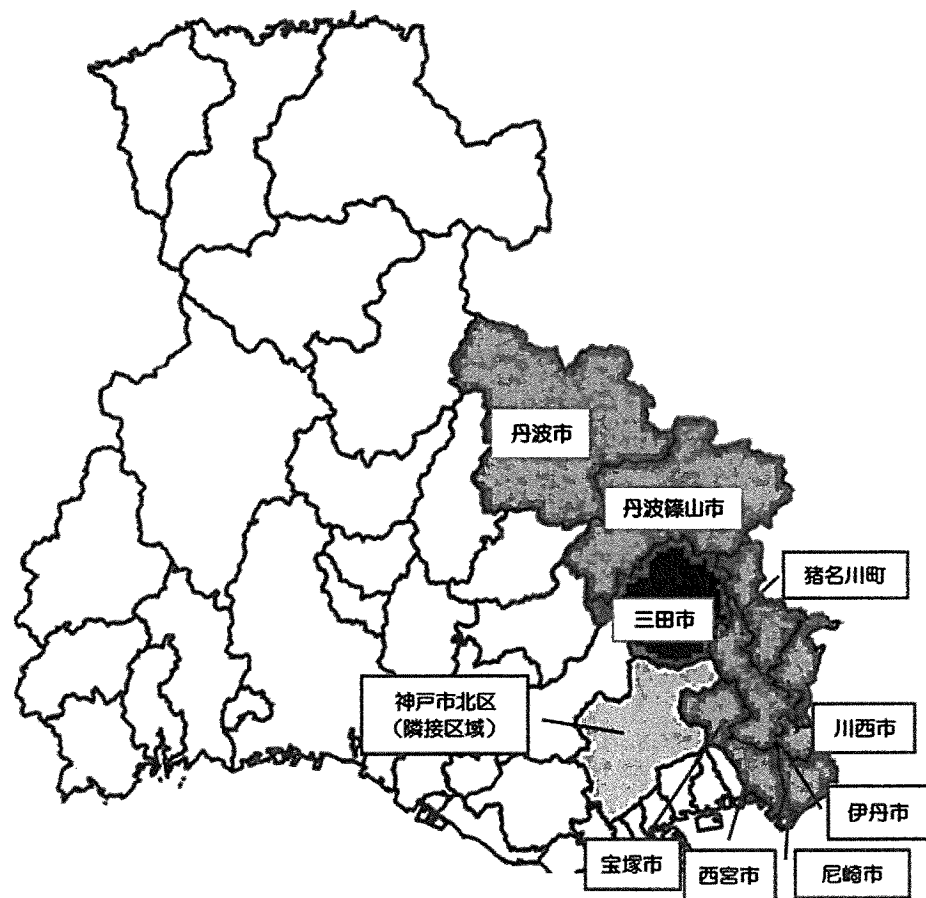 丹波市
丹波篠山市
猪名川町
三田市
神戸市北区
（隣接区域）
川西市
伊丹市
宝塚市
西宮市
尼崎市